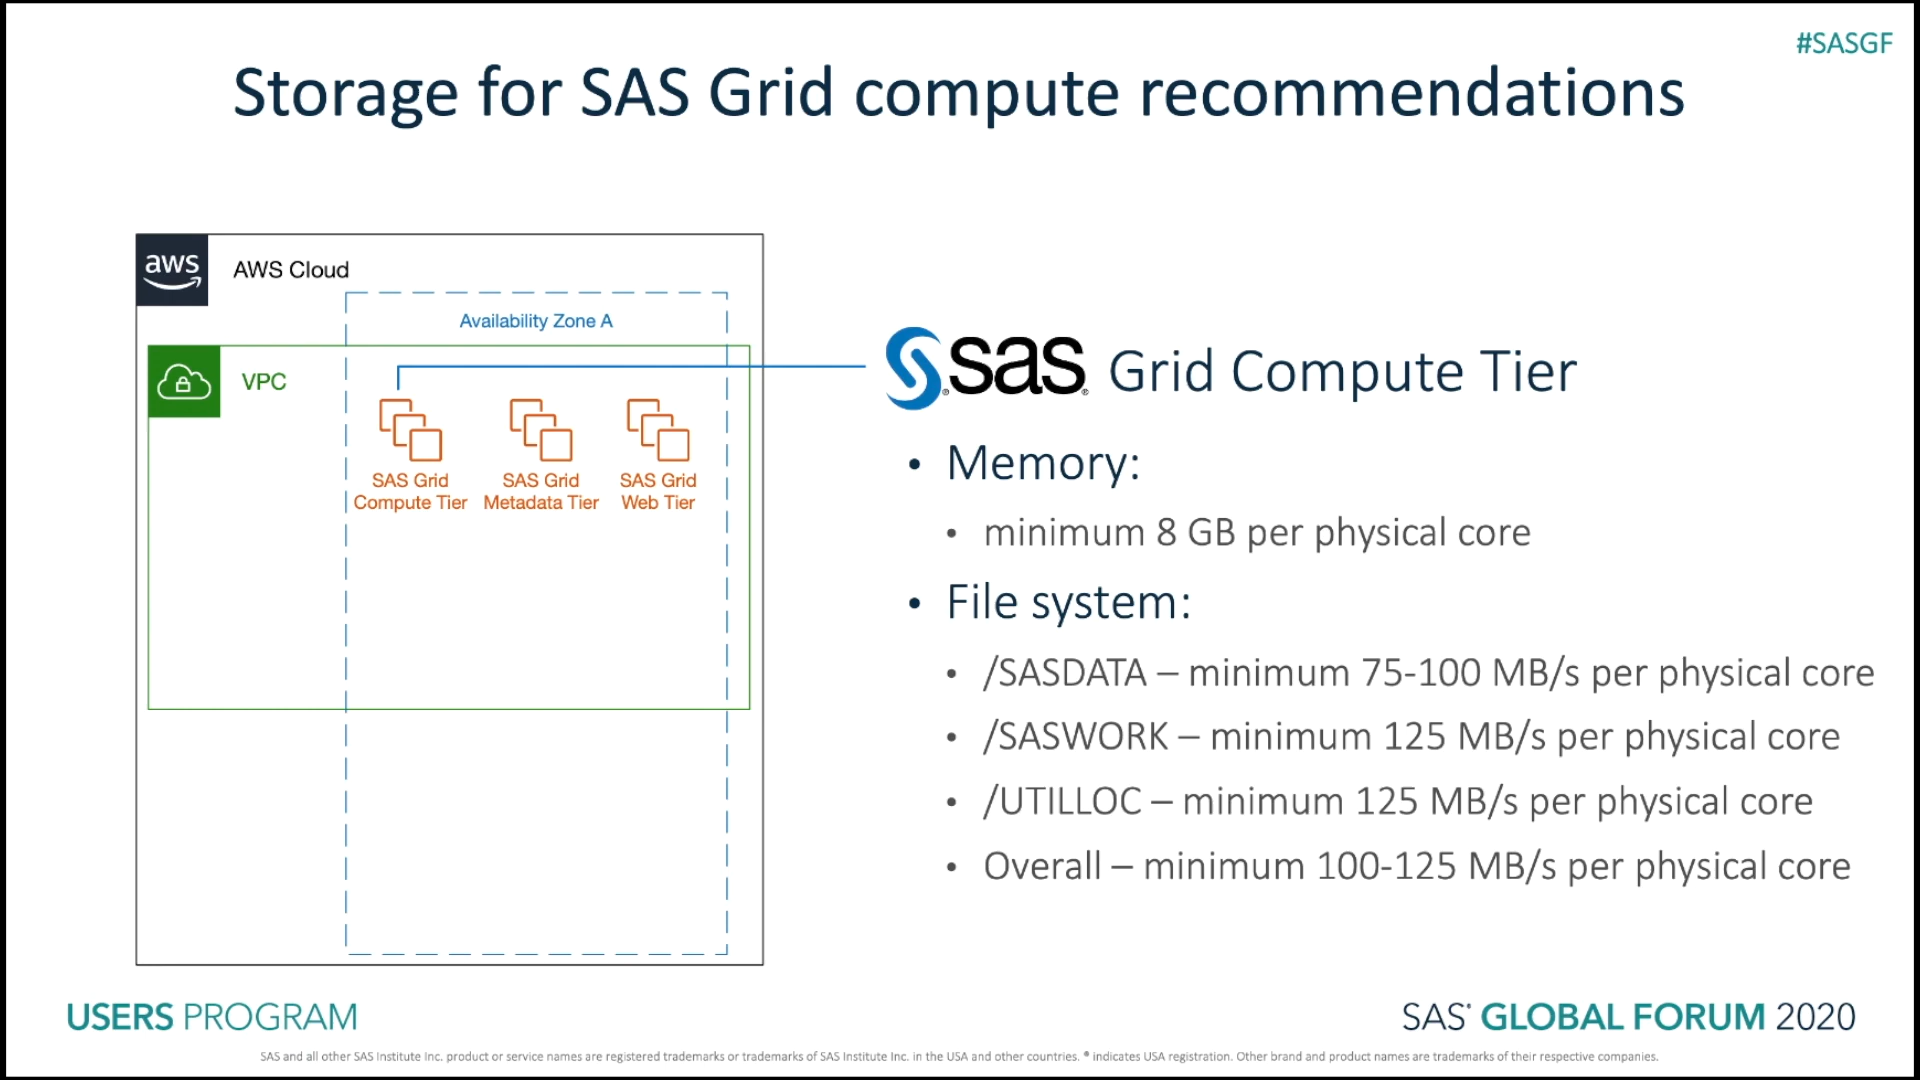 #SASGF
Storage for SAS Grid compute recommendations
aws
AWS Cloud
Availability Zone A
VPC
SAS Grid
Compute Tier
SAS Grid
Metadata Tier
SAS Grid
Web Tier
sas® Grid Compute Tier
• Memory:
• minimum 8 GB per physical core
• File system:
• /SASDATA – minimum 75-100 MB/s per physical core
• /SASWORK – minimum 125 MB/s per physical core
• /UTILLOC – minimum 125 MB/s per physical core
• Overall – minimum 100-125 MB/s per physical core
USERS PROGRAM
SAS® GLOBAL FORUM 2020
SAS and all other SAS Institute Inc. product or service names are registered trademarks or trademarks of SAS Institute Inc. in the USA and other countries. ® indicates USA registration. Other brand and product names are trademarks of their respective companies.